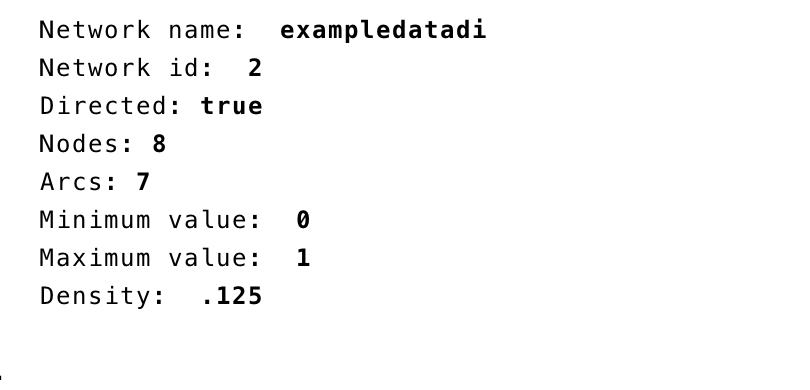 Network name:  exampledatadi
Network id:  2
Directed: true
Nodes: 8
Arcs: 7
Minimum value:  0
Maximum value:  1
Density:  .125